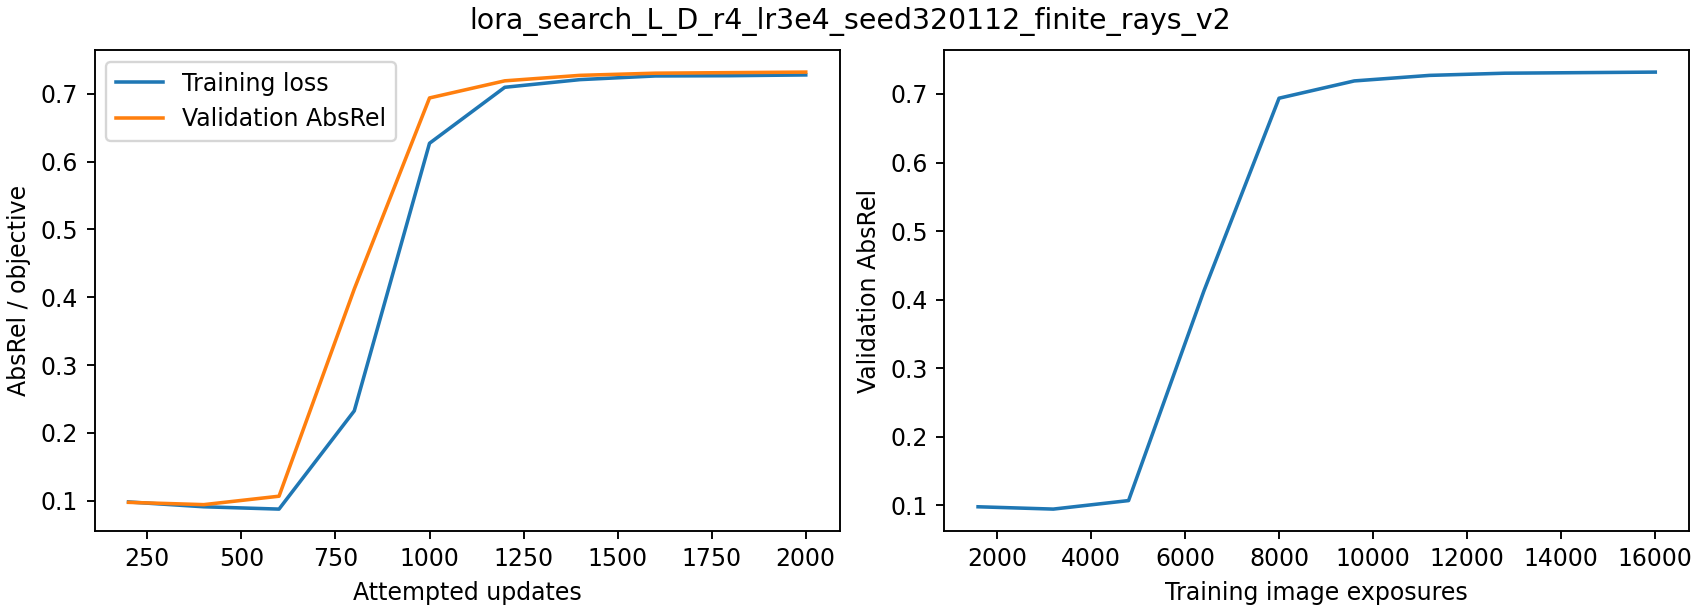 lora_search_L_D_r4_lr3e4_seed320112_finite_rays_v2
Training loss
Validation AbsRel
AbsRel / objective
0.7
0.6
0.5
0.4
0.3
0.2
0.1
250 500 750 1000 1250 1500 1750 2000
Attempted updates
Validation AbsRel
0.7
0.6
0.5
0.4
0.3
0.2
0.1
2000 4000 6000 8000 10000 12000 14000 16000
Training image exposures